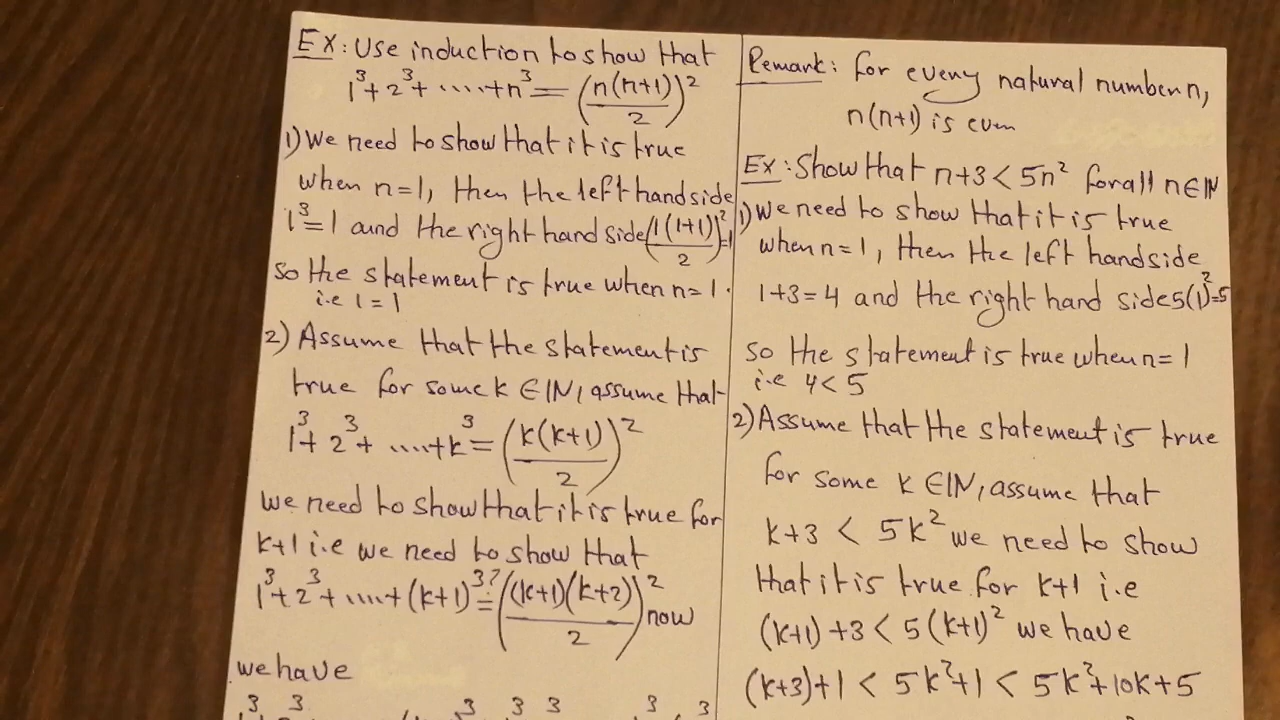 EX: Use induction to show that
1³+2³+.....+n³=(n(n+1)/2)²
1) We need to show that it is true
when n=1, then the left hand side
1³=1 and the right hand side (1(1+1)/2)²=1
so the statement is true when n=1.
i.e 1=1
2) Assume that the statement is
true for some k ∈ IN, assume that
1³+2³+.....+k³=(k(k+1)/2)²
we need to show that it is true for
k+1 i.e we need to show that
1³+2³+.....+(k+1)³ ?= ((k+1)(k+2)/2)² now
we have
Remark: for every natural number n,
n(n+1) is even
EX: Show that n+3<5n² for all n∈IN
1) We need to show that it is true
when n=1, then the left hand side
1+3=4 and the right hand side 5(1)²=5
so the statement is true when n=1
i.e 4<5
2) Assume that the statement is true
for some k ∈IN, assume that
k+3 < 5k² we need to show
that it is true for k+1 i.e
(k+1)+3<5(k+1)² we have
(k+3)+1 < 5k²+1 < 5k²+10k+5